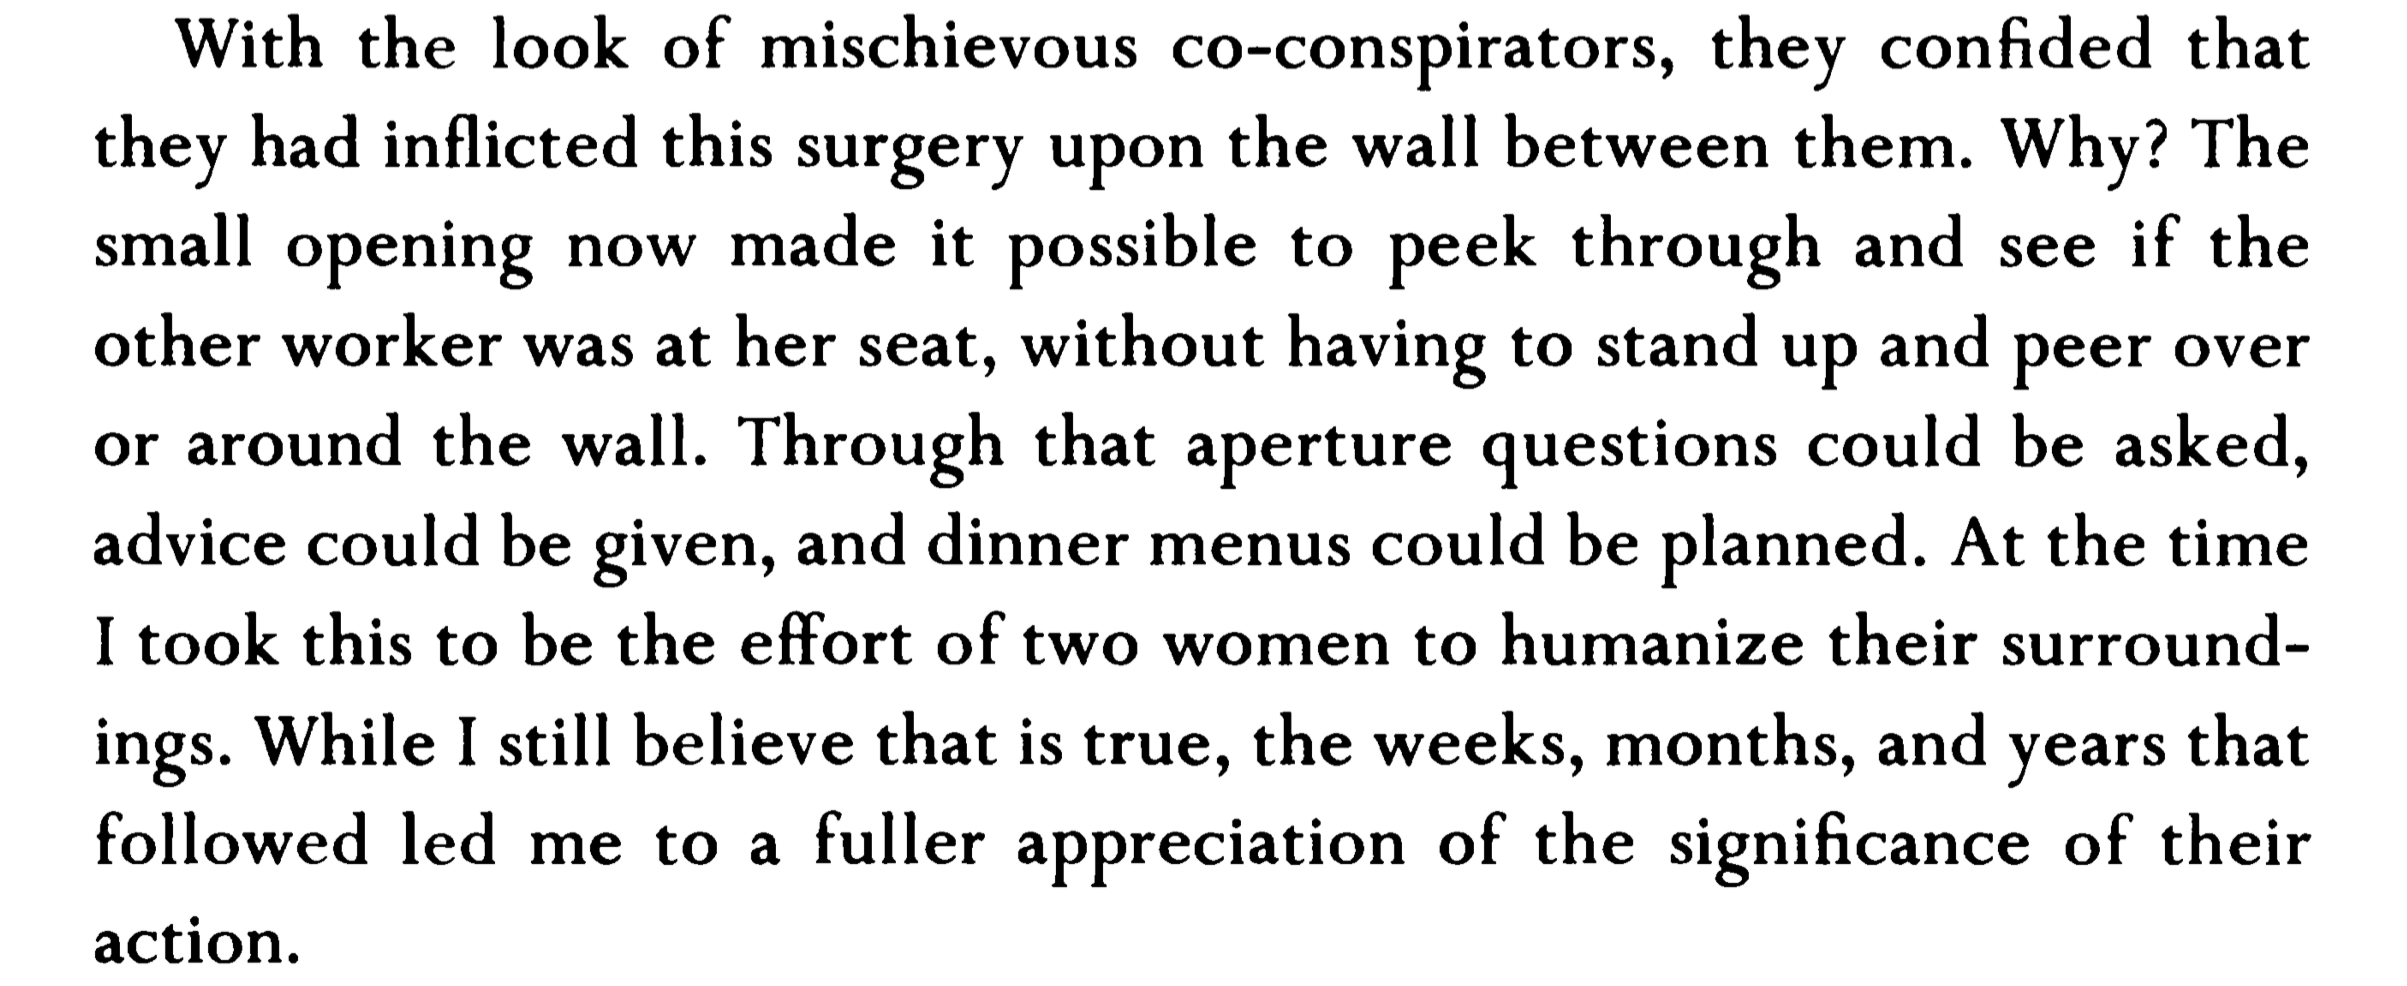 With the look of mischievous co-conspirators, they confided that
they had inflicted this surgery upon the wall between them. Why? The
small opening now made it possible to peek through and see if the
other worker was at her seat, without having to stand up and peer over
or around the wall. Through that aperture questions could be asked,
advice could be given, and dinner menus could be planned. At the time
I took this to be the effort of two women to humanize their surround-
ings. While I still believe that is true, the weeks, months, and years that
followed led me to a fuller appreciation of the significance of their
action.